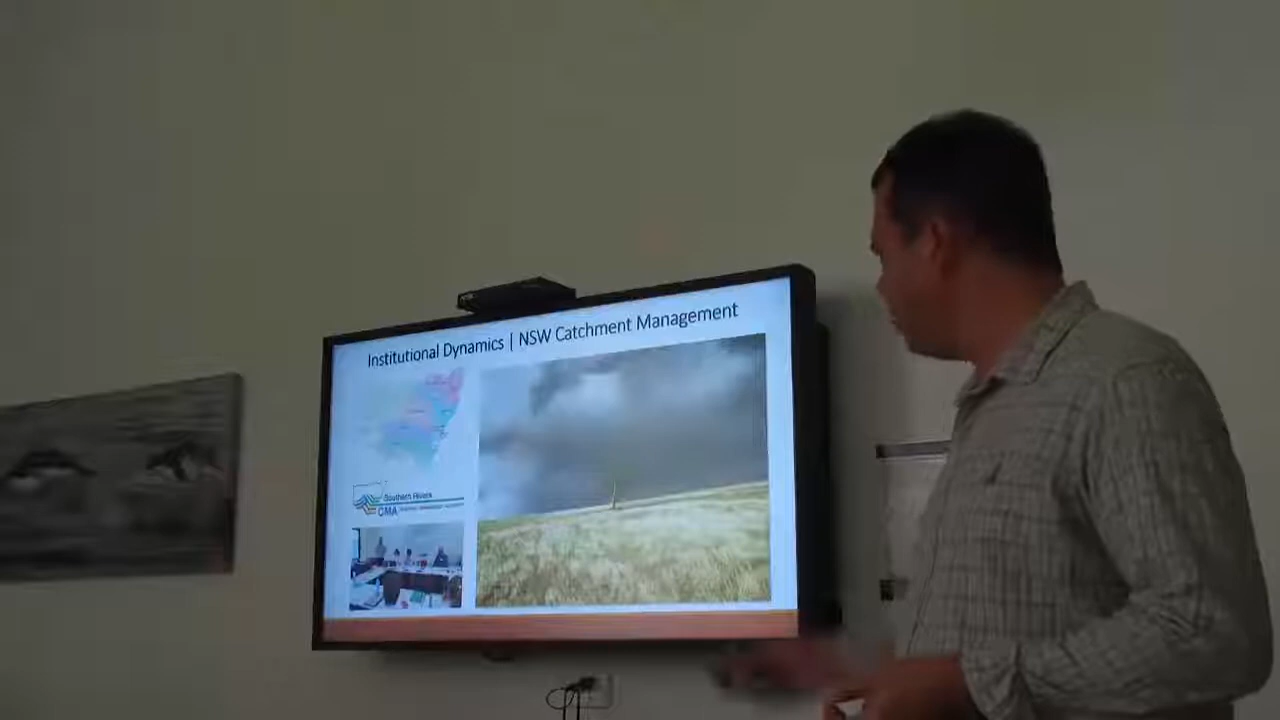 Institutional Dynamics | NSW Catchment Management
Southern Rivers
CMA